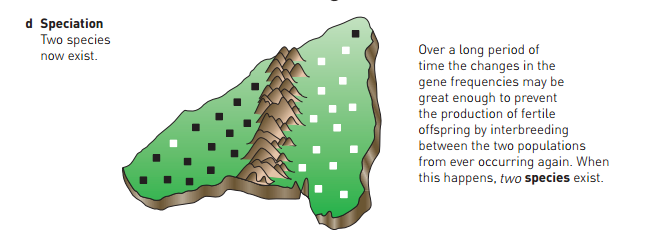 d Speciation
Two species
now exist.
Over a long period of
time the changes in the
gene frequencies may be
great enough to prevent
the production of fertile
offspring by interbreeding
between the two populations
from ever occurring again. When
this happens, two species exist.